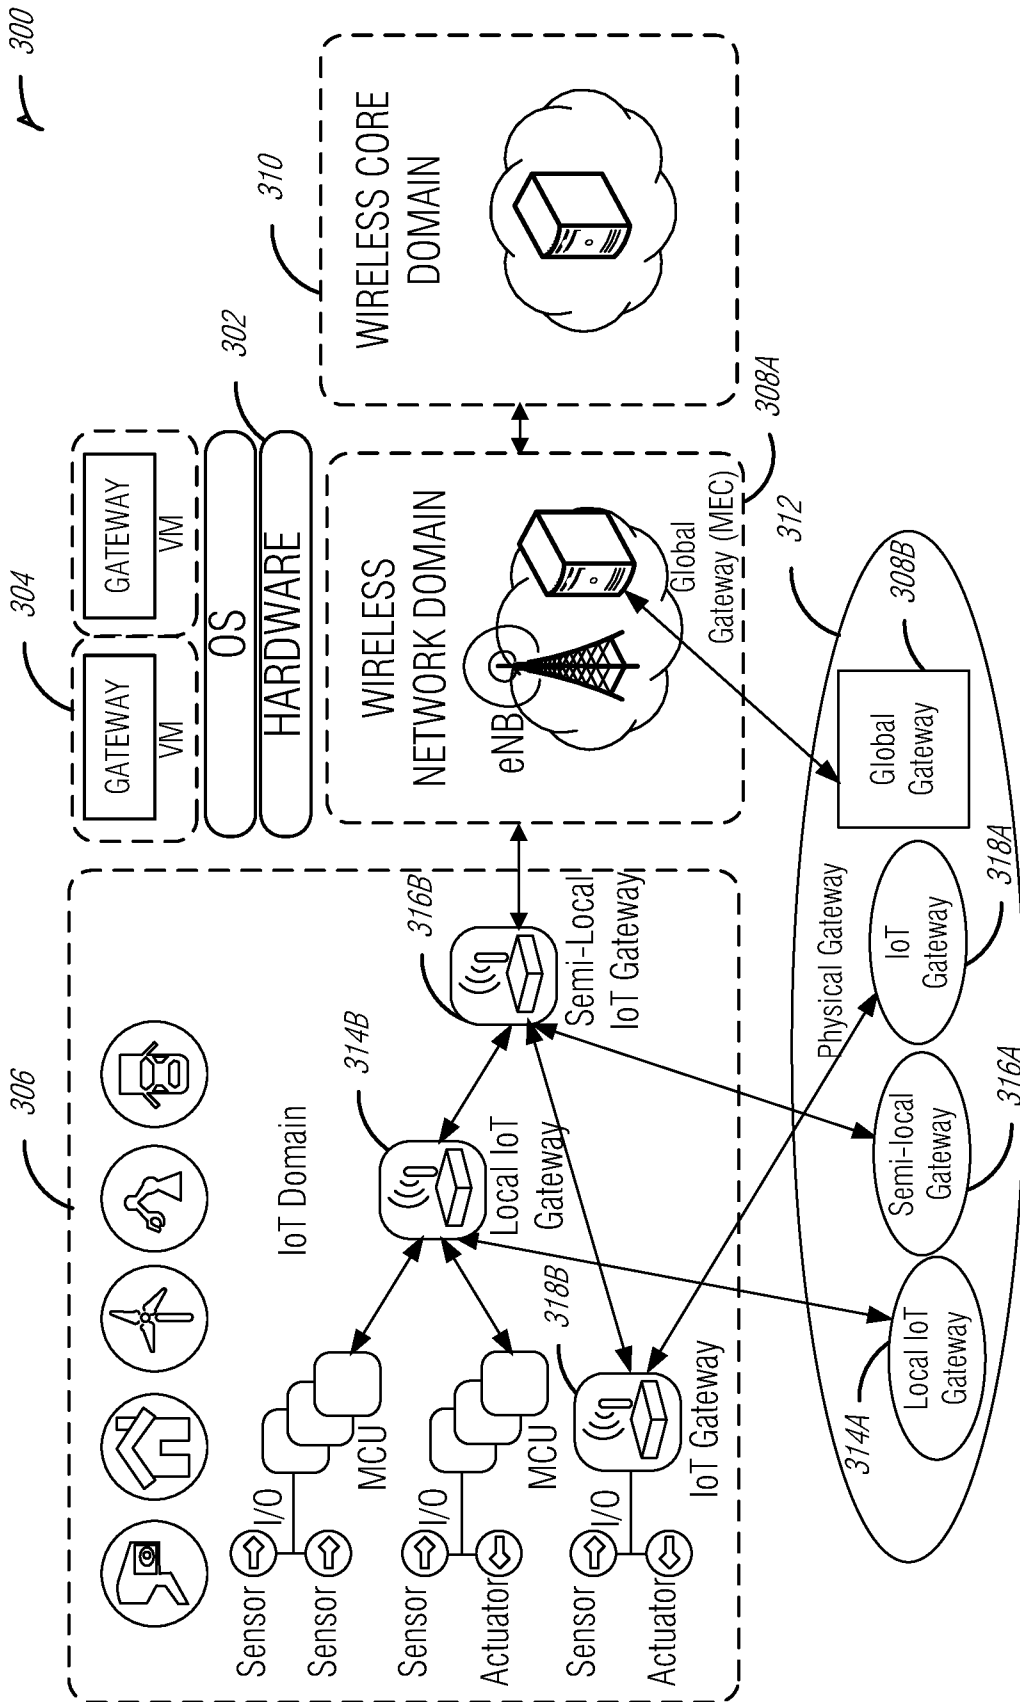 300
306
304
302
310
GATEWAY
VM
GATEWAY
VM
OS
HARDWARE
IoT Domain
Sensor
Sensor
I/O
MCU
Sensor
Actuator
I/O
MCU
Sensor
Actuator
I/O
IoT Gateway
318B
Local IoT
Gateway
314B
Semi-Local
IoT Gateway
316B
WIRELESS
NETWORK DOMAIN
eNB
Global
Gateway (MEC)
308A
WIRELESS CORE
DOMAIN
312
Physical Gateway
Local IoT
Gateway
314A
Semi-local
Gateway
316A
IoT
Gateway
318A
Global
Gateway
308B